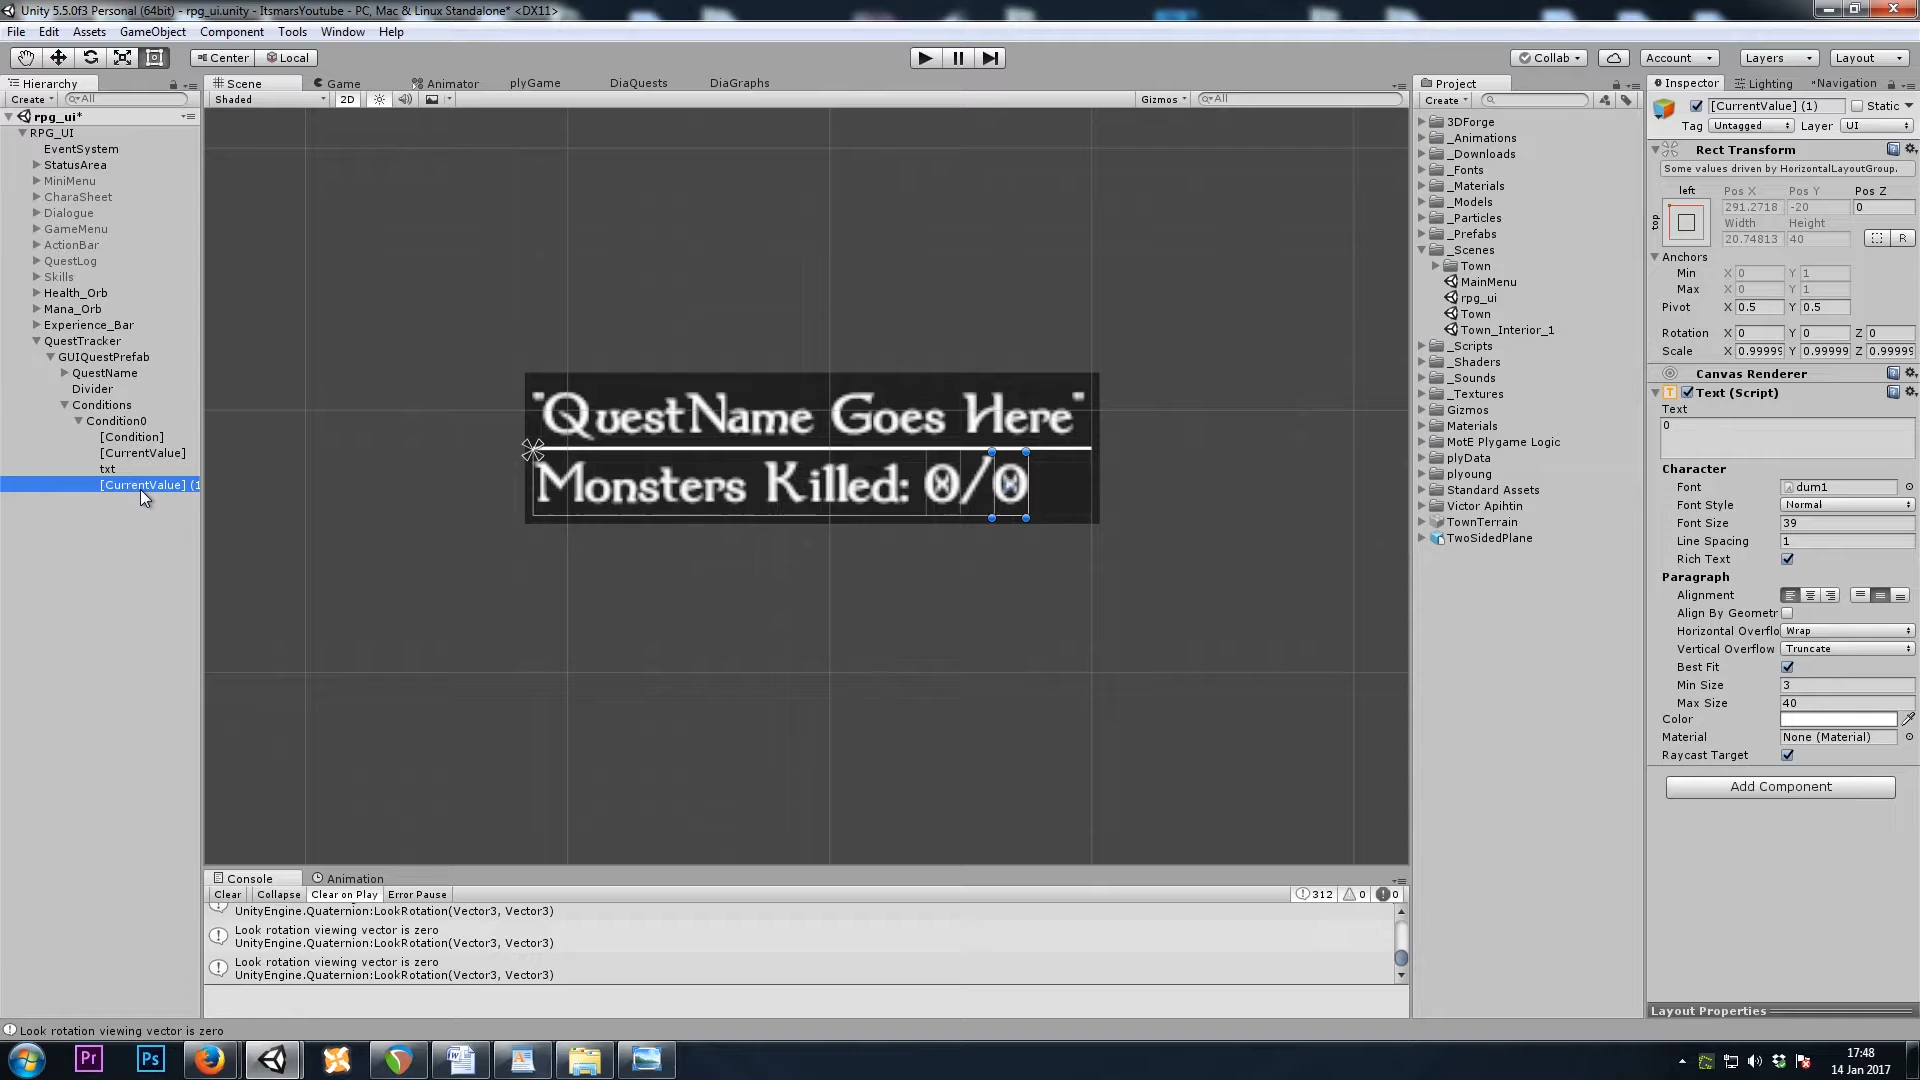 Unity 5.5.0f3 Personal (64bit) - rpg_ui.unity - ItsmarsYoutube - PC, Mac & Linux Standalone* <DX11>
File Edit Assets GameObject Component Tools Window Help
Center Local Collab Account Layers Layout
Hierarchy
Create All
rpg_ui*
RPG_UI
EventSystem
StatusArea
MiniMenu
CharaSheet
Dialogue
GameMenu
ActionBar
QuestLog
Skills
Health_Orb
Mana_Orb
Experience_Bar
QuestTracker
GUIQuestPrefab
QuestName
Divider
Conditions
Condition0
[Condition]
[CurrentValue]
txt
[CurrentValue] (1
Scene Game Animator plyGame DiaQuests DiaGraphs
Shaded 2D Gizmos All
"QuestName Goes Here"
Monsters Killed: 0/0
Console Animation
Clear Collapse Clear on Play Error Pause 312 0 0
UnityEngine.Quaternion:LookRotation(Vector3, Vector3)
Look rotation viewing vector is zero
UnityEngine.Quaternion:LookRotation(Vector3, Vector3)
Look rotation viewing vector is zero
UnityEngine.Quaternion:LookRotation(Vector3, Vector3)
Project
Create
3DForge
_Animations
_Downloads
_Fonts
_Materials
_Models
_Particles
_Prefabs
_Scenes
Town
MainMenu
rpg_ui
Town
Town_Interior_1
_Scripts
_Shaders
_Sounds
_Textures
Gizmos
Materials
MotE Plygame Logic
plyData
plyoung
Standard Assets
Victor Apihtin
TownTerrain
TwoSidedPlane
Inspector Lighting Navigation
[CurrentValue] (1) Static
Tag Untagged Layer UI
Rect Transform
Some values driven by HorizontalLayoutGroup.
left Pos X Pos Y Pos Z
top 291.2718 -20 0
Width Height
20.74813 40 R
Anchors
Min X 0 Y 1
Max X 0 Y 1
Pivot X 0.5 Y 0.5
Rotation X 0 Y 0 Z 0
Scale X 0.99999 Y 0.99999 Z 0.99999
Canvas Renderer
Text (Script)
Text
0
Character
Font dum1
Font Style Normal
Font Size 39
Line Spacing 1
Rich Text
Paragraph
Alignment
Align By Geometr
Horizontal Overflo Wrap
Vertical Overflow Truncate
Best Fit
Min Size 3
Max Size 40
Color
Material None (Material)
Raycast Target
Add Component
Layout Properties
Look rotation viewing vector is zero
Pr Ps
17:48
14 Jan 2017